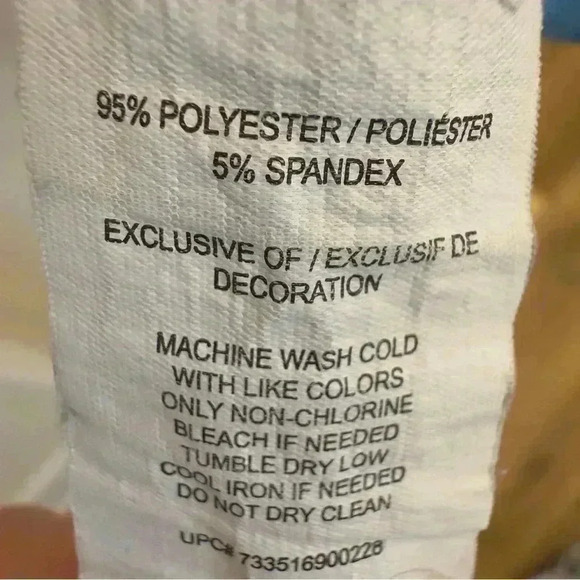 95% POLYESTER / POLIÉSTER
5% SPANDEX
EXCLUSIVE OF / EXCLUSIF DE
DECORATION
MACHINE WASH COLD
WITH LIKE COLORS
ONLY NON-CHLORINE
BLEACH IF NEEDED
TUMBLE DRY LOW
COOL IRON IF NEEDED
DO NOT DRY CLEAN
UPC# 733516900228